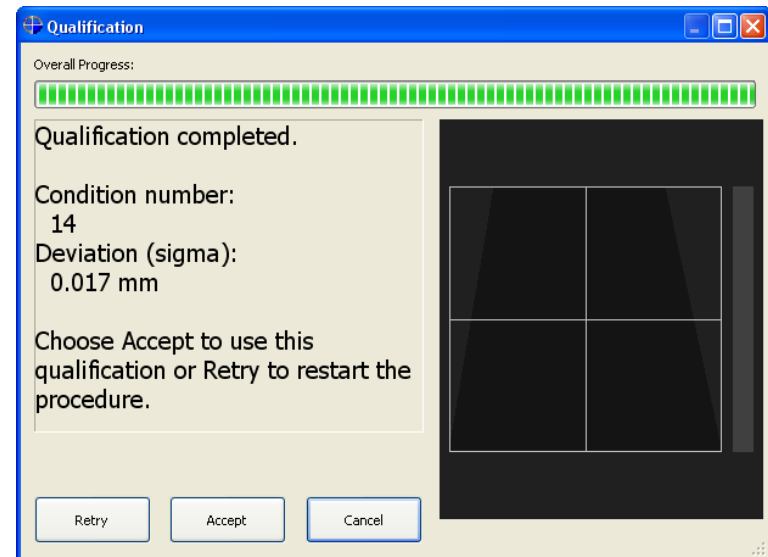 Qualification
Overall Progress:
Qualification completed.
Condition number:
14
Deviation (sigma):
0.017 mm
Choose Accept to use this
qualification or Retry to restart the
procedure.
Retry
Accept
Cancel